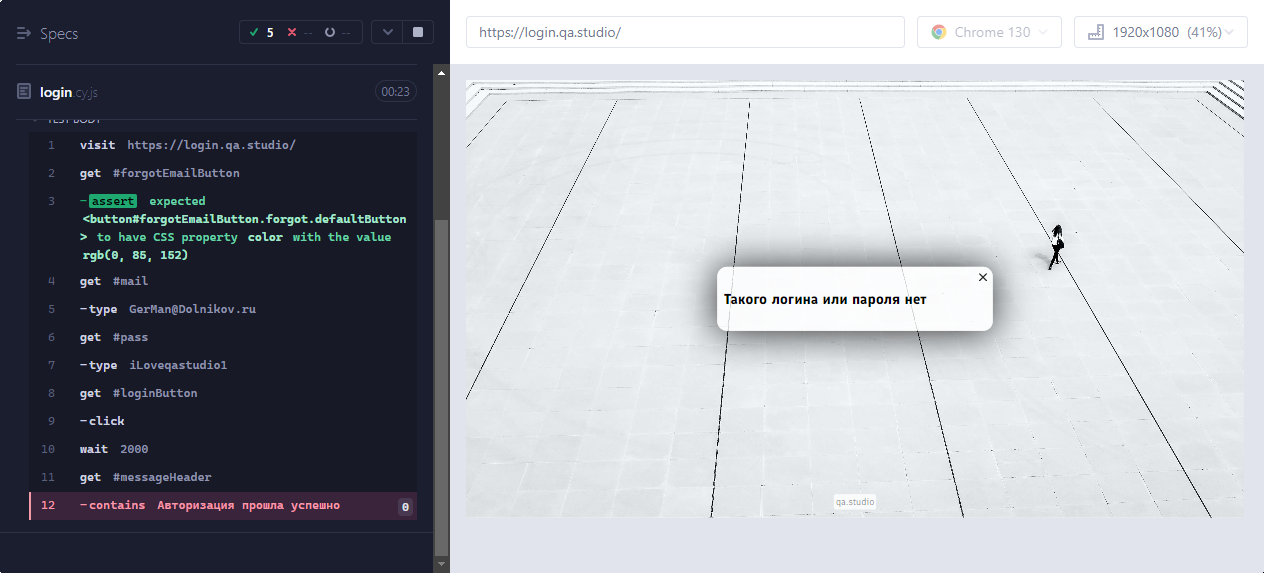 Specs
5
--
--
login.cy.js
00:23
TEST BODY
1 visit https://login.qa.studio/
2 get #forgotEmailButton
3 -assert expected
<button#forgotEmailButton.forgot.defaultButton
> to have CSS property color with the value
rgb(0, 85, 152)
4 get #mail
5 -type GerMan@Dolnikov.ru
6 get #pass
7 -type iLoveqastudio1
8 get #loginButton
9 -click
10 wait 2000
11 get #messageHeader
12 -contains Авторизация прошла успешно 0
https://login.qa.studio/
Chrome 130
1920x1080 (41%)
Такого логина или пароля нет
qa.studio